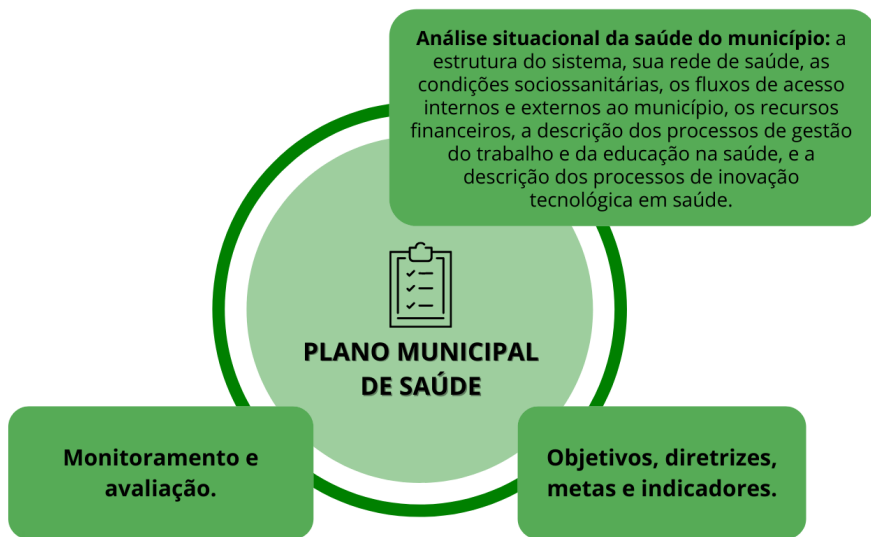 Análise situacional da saúde do município: a
estrutura do sistema, sua rede de saúde, as
condições sociossanitárias, os fluxos de acesso
internos e externos ao município, os recursos
financeiros, a descrição dos processos de gestão
do trabalho e da educação na saúde, e a
descrição dos processos de inovação
tecnológica em saúde.
PLANO MUNICIPAL
DE SAÚDE
Monitoramento e
avaliação.
Objetivos, diretrizes,
metas e indicadores.